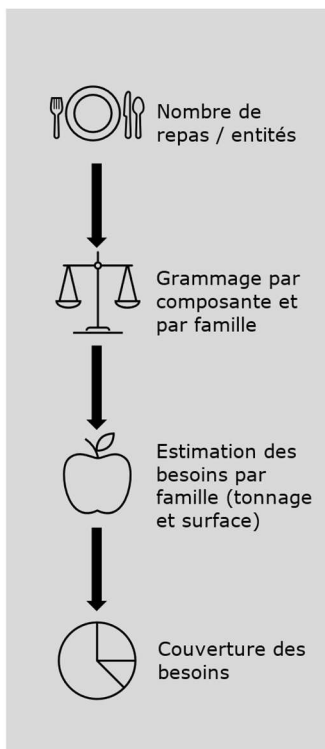 Nombre de
repas / entités
Grammage par
composante et
par famille
Estimation des
besoins par
famille (tonnage
et surface)
Couverture des
besoins